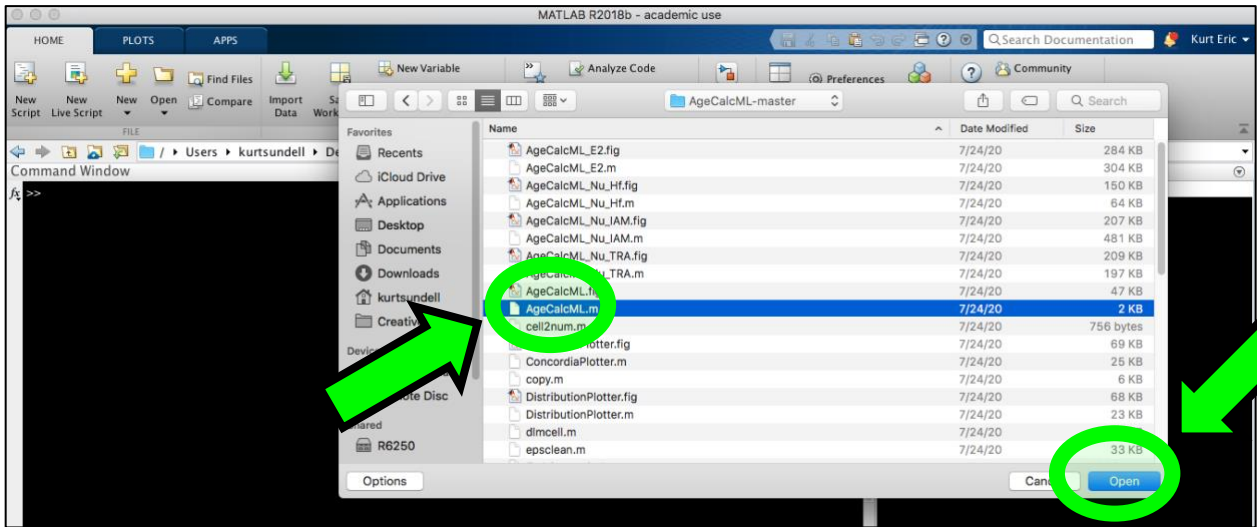 MATLAB R2018b - academic use
HOME PLOTS APPS
Search Documentation Kurt Eric
New Variable Analyze Code Community
Find Files Preferences
New Script New Live Script New Open Compare Import Data
FILE
AgeCalcML-master Search
/ Users kurtsundell
Command Window
fx >>
Favorites
Recents
iCloud Drive
Applications
Desktop
Documents
Downloads
kurtsundell
Disc
R6250
Name Date Modified Size
AgeCalcML_E2.fig 7/24/20 284 KB
AgeCalcML_E2.m 7/24/20 304 KB
AgeCalcML_Nu_Hf.fig 7/24/20 150 KB
AgeCalcML_Nu_Hf.m 7/24/20 64 KB
AgeCalcML_Nu_IAM.fig 7/24/20 207 KB
AgeCalcML_Nu_IAM.m 7/24/20 481 KB
AgeCalcML_Nu_TRA.fig 7/24/20 209 KB
7/24/20 197 KB
7/24/20 47 KB
AgeCalcML.m 7/24/20 2 KB
cell2num.m 7/24/20 756 bytes
7/24/20 69 KB
ConcordiaPlotter.m 7/24/20 25 KB
copy.m 7/24/20 6 KB
DistributionPlotter.fig 7/24/20 68 KB
DistributionPlotter.m 7/24/20 23 KB
dlmcell.m 7/24/20
epsclean.m 7/24/20 33 KB
Options Open